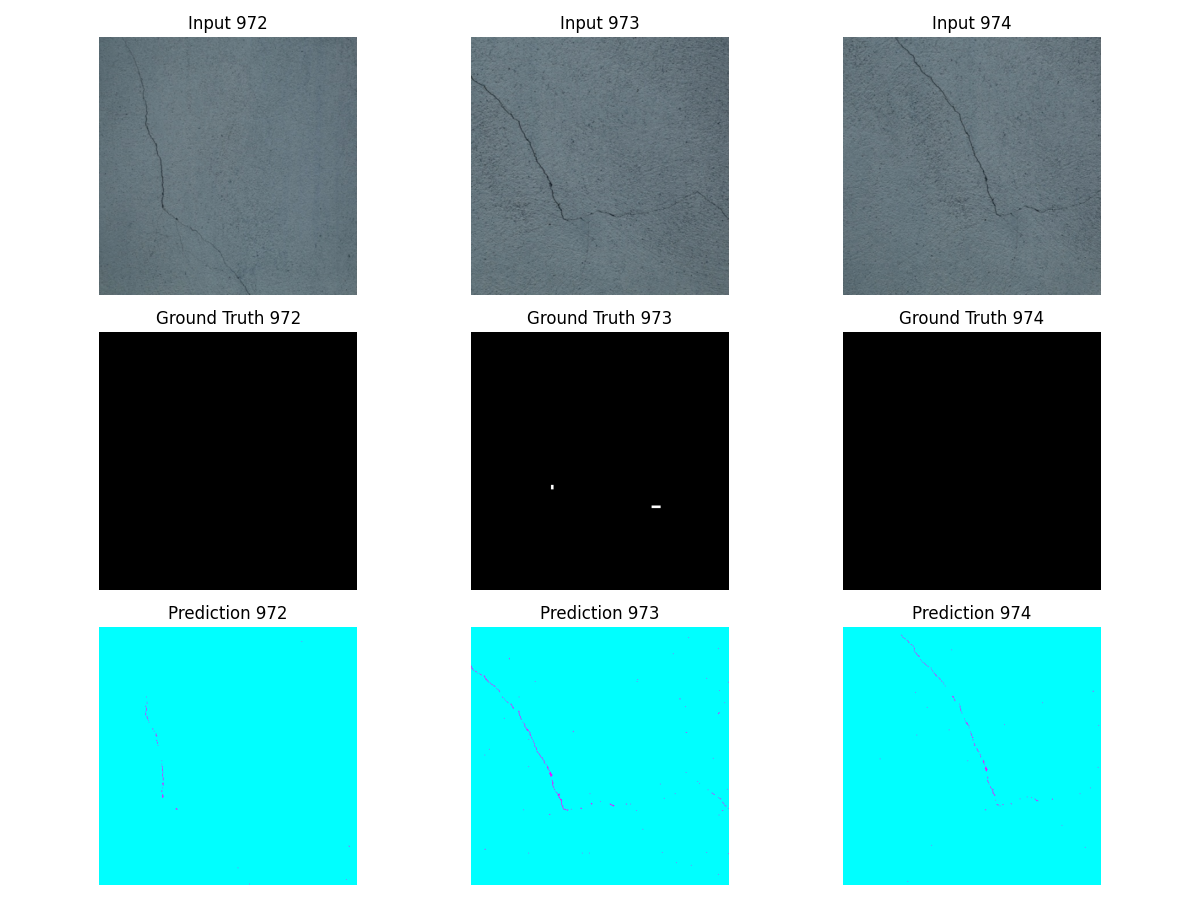 Input 972
Input 973
Input 974
Ground Truth 972
Ground Truth 973
Ground Truth 974
Prediction 972
Prediction 973
Prediction 974